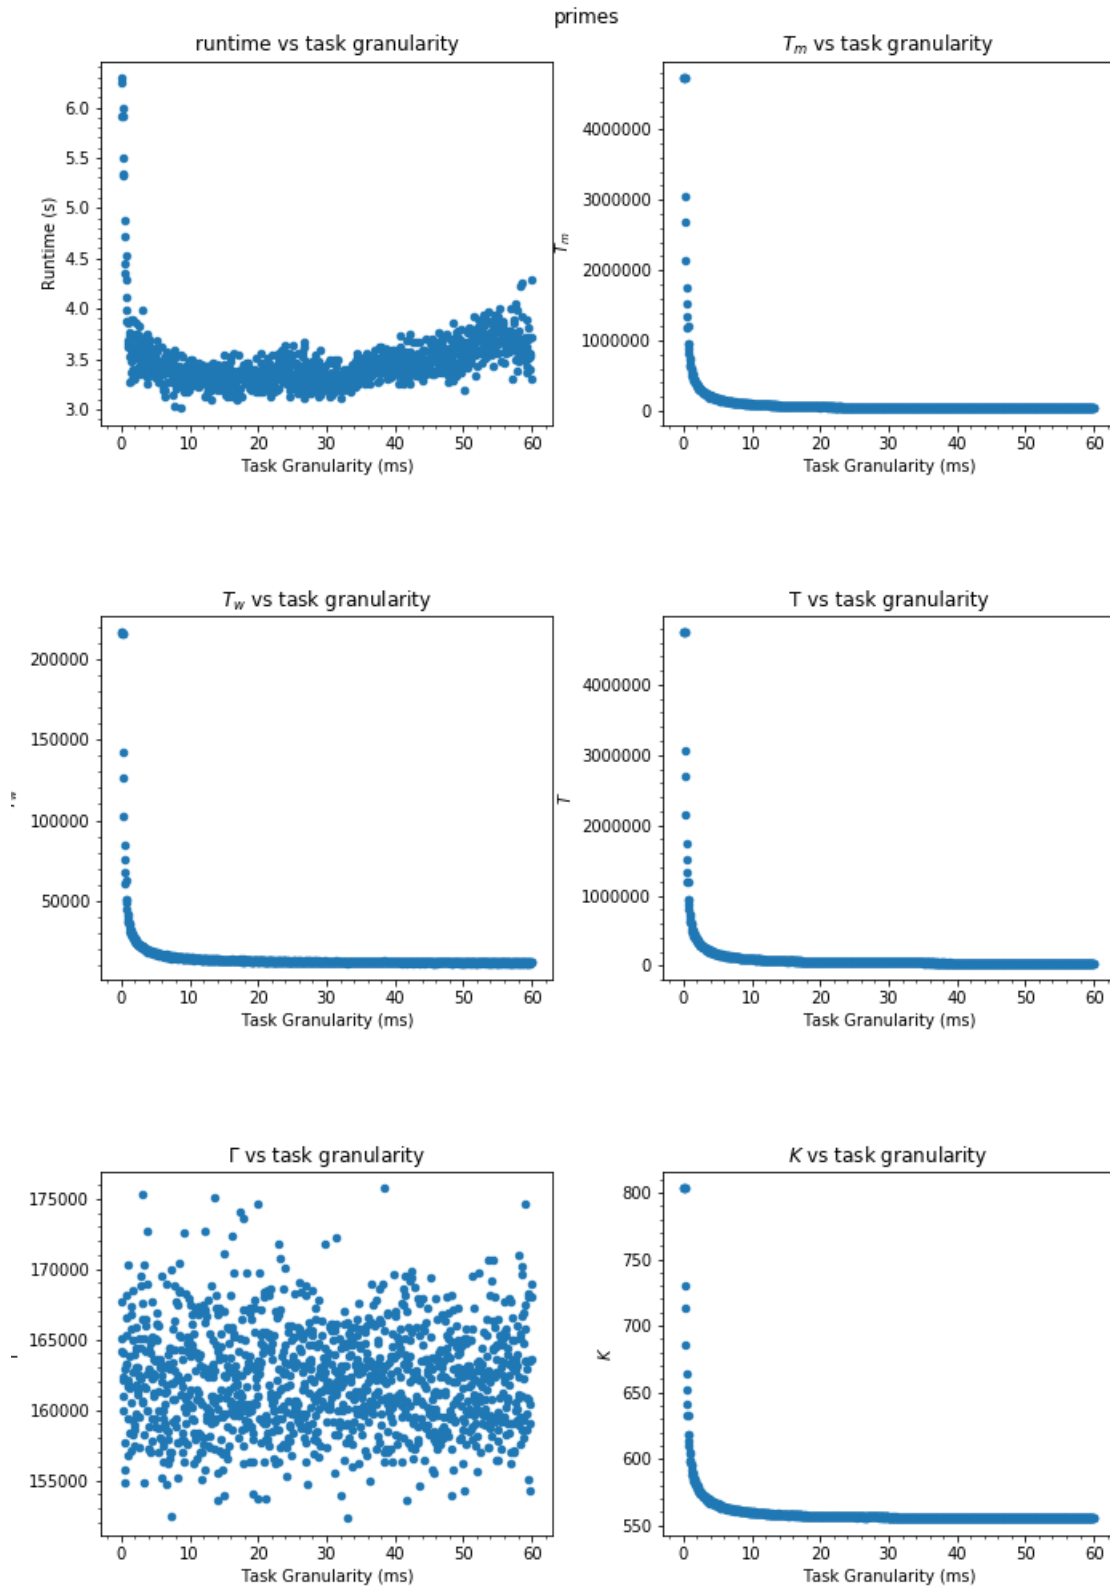 primes
runtime vs task granularity
6.0
5.5
5.0
4.5
4.0
3.5
3.0
Runtime (s)
0 10 20 30 40 50 60
Task Granularity (ms)
T_m vs task granularity
4000000
3000000
2000000
1000000
0
T_m
0 10 20 30 40 50 60
Task Granularity (ms)
T_w vs task granularity
200000
150000
100000
50000
0 10 20 30 40 50 60
Task Granularity (ms)
T vs task granularity
4000000
3000000
2000000
1000000
0
T
0 10 20 30 40 50 60
Task Granularity (ms)
Γ vs task granularity
175000
170000
165000
160000
155000
0 10 20 30 40 50 60
Task Granularity (ms)
K vs task granularity
800
750
700
650
600
550
K
0 10 20 30 40 50 60
Task Granularity (ms)